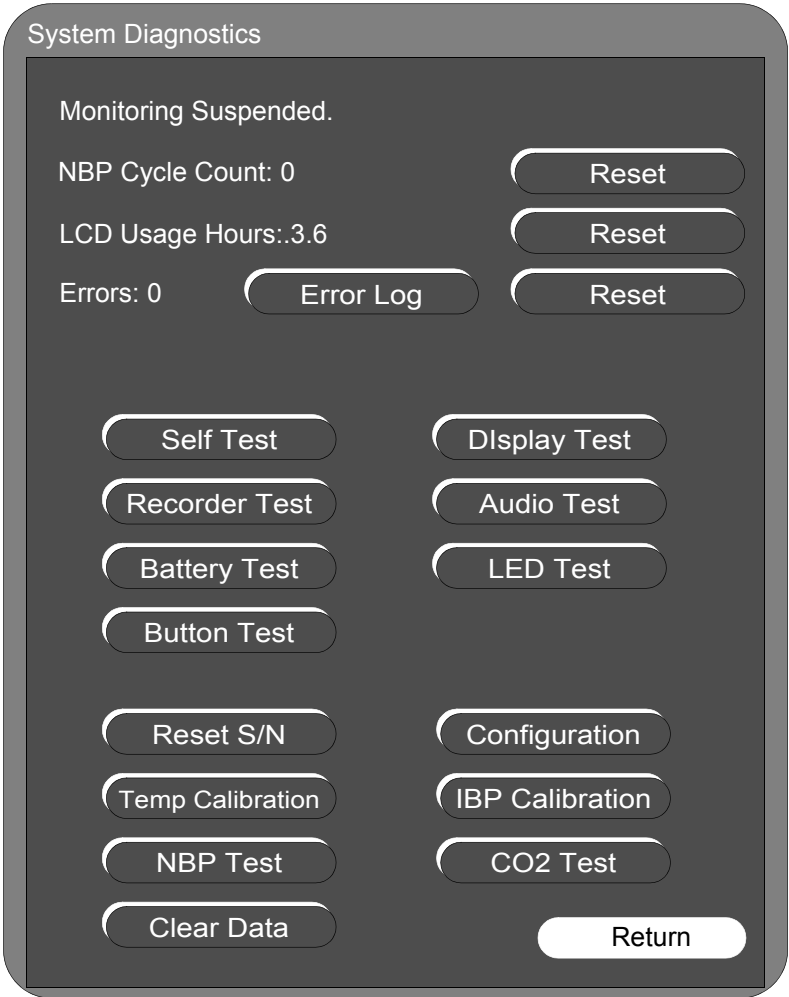 System Diagnostics
Monitoring Suspended.
NBP Cycle Count: 0 Reset
LCD Usage Hours:.3.6 Reset
Errors: 0 Error Log Reset
Self Test DIsplay Test
Recorder Test Audio Test
Battery Test LED Test
Button Test
Reset S/N Configuration
Temp Calibration IBP Calibration
NBP Test CO2 Test
Clear Data Return